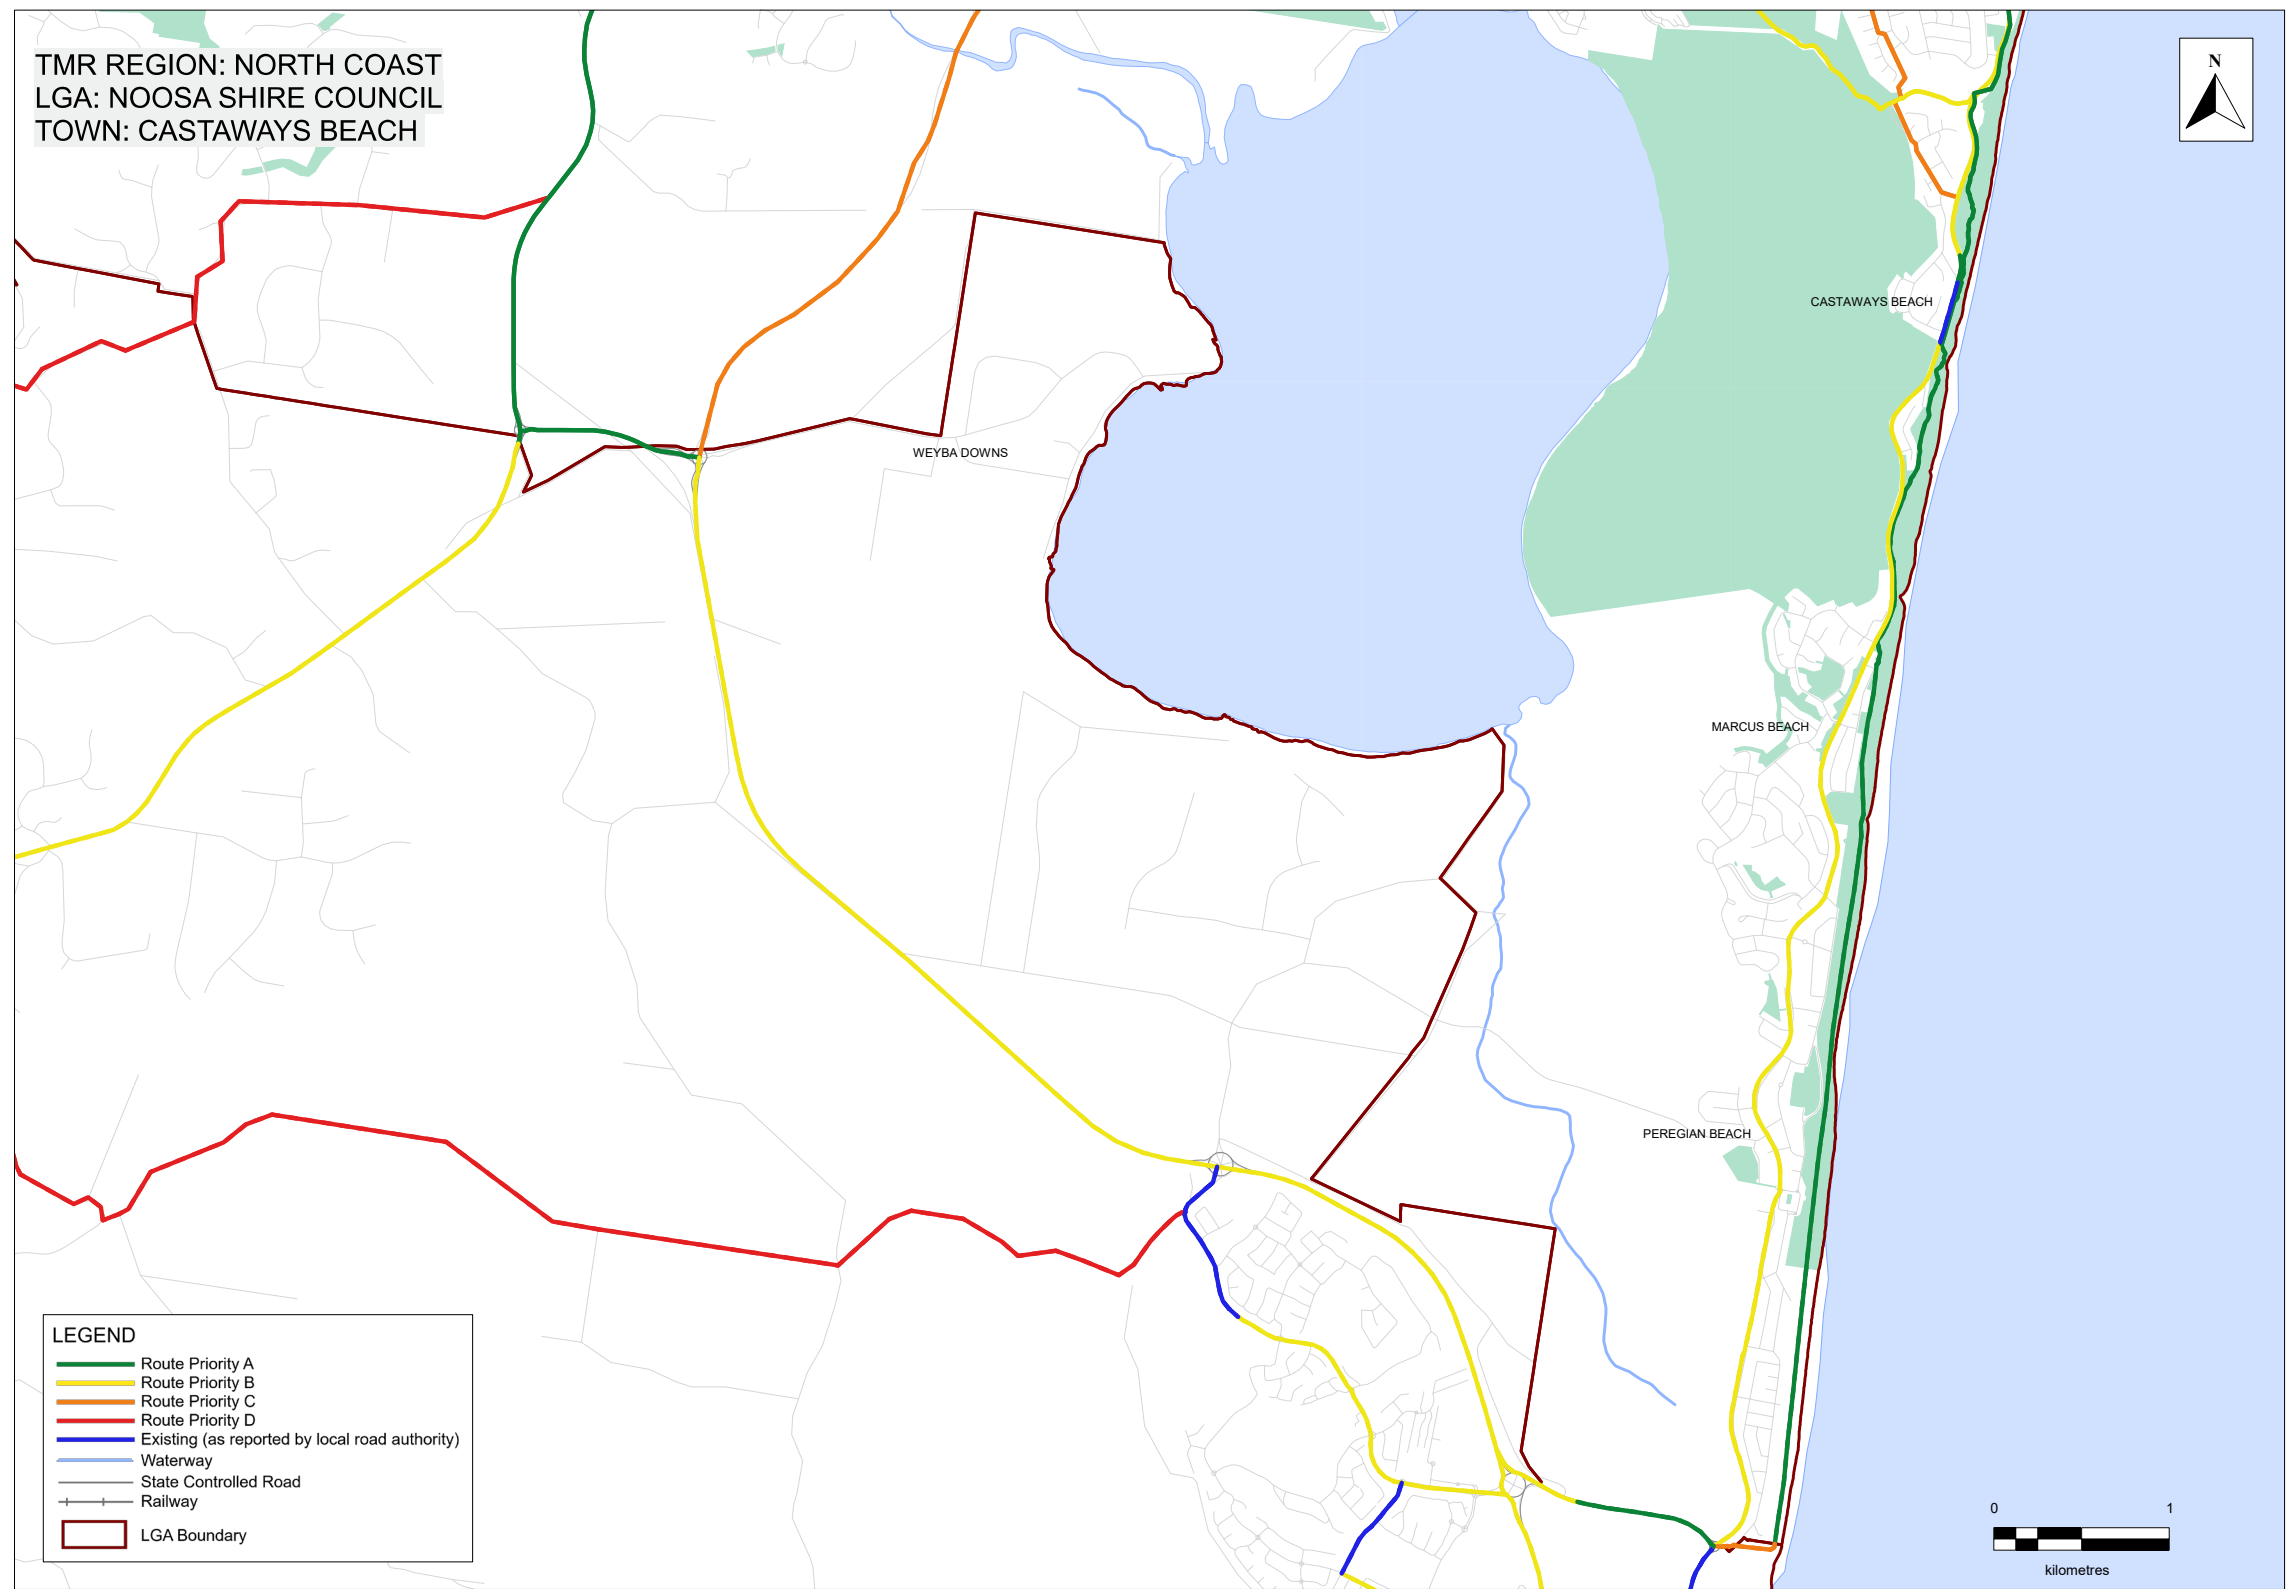 TMR REGION: NORTH COAST
LGA: NOOSA SHIRE COUNCIL
TOWN: CASTAWAYS BEACH
N
CASTAWAYS BEACH
WEYBA DOWNS
MARCUS BEACH
PEREGIAN BEACH
LEGEND
Route Priority A
Route Priority B
Route Priority C
Route Priority D
Existing (as reported by local road authority)
Waterway
State Controlled Road
Railway
LGA Boundary
0 1
kilometres